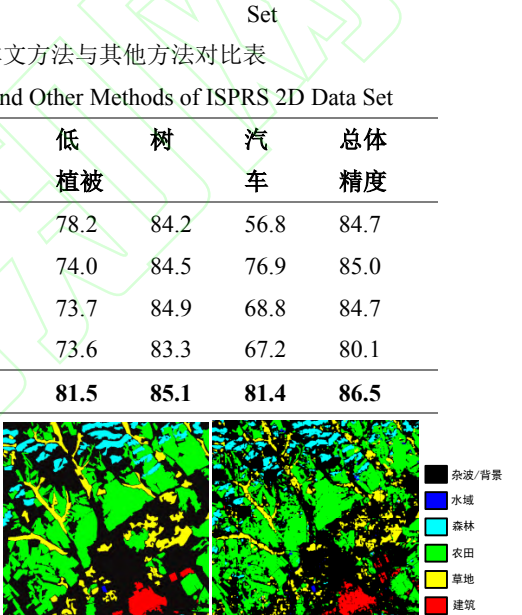 Set
文方法与其他方法对比表
nd Other Methods of ISPRS 2D Data Set
低 树 汽 总体
植被 车 精度
78.2 84.2 56.8 84.7
74.0 84.5 76.9 85.0
73.7 84.9 68.8 84.7
73.6 83.3 67.2 80.1
81.5 85.1 81.4 86.5
杂波/背景
水域
森林
农田
草地
建筑